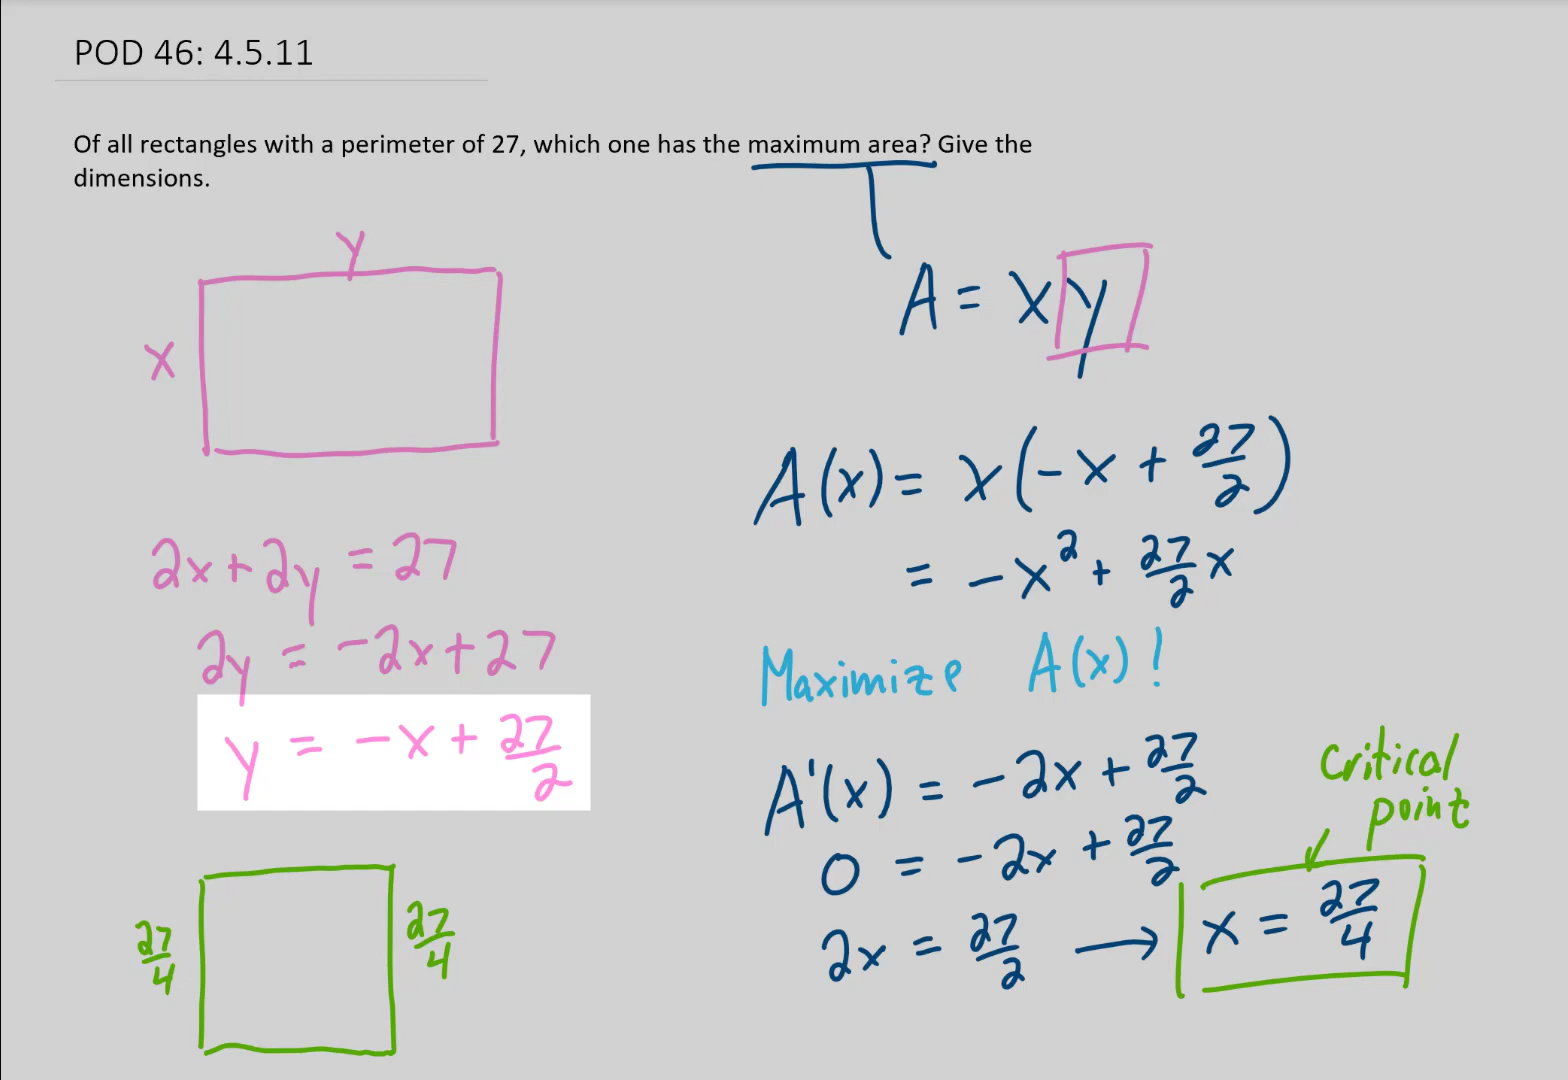 POD 46: 4.5.11
Of all rectangles with a perimeter of 27, which one has the maximum area? Give the
dimensions.
y
x
2x + 2y = 27
2y = -2x + 27
y = -x + 27/2
27/4
27/4
A = xy
A(x) = x(-x + 27/2)
= -x² + 27/2 x
Maximize A(x)!
A'(x) = -2x + 27/2
0 = -2x + 27/2
2x = 27/2 → x = 27/4
critical
point